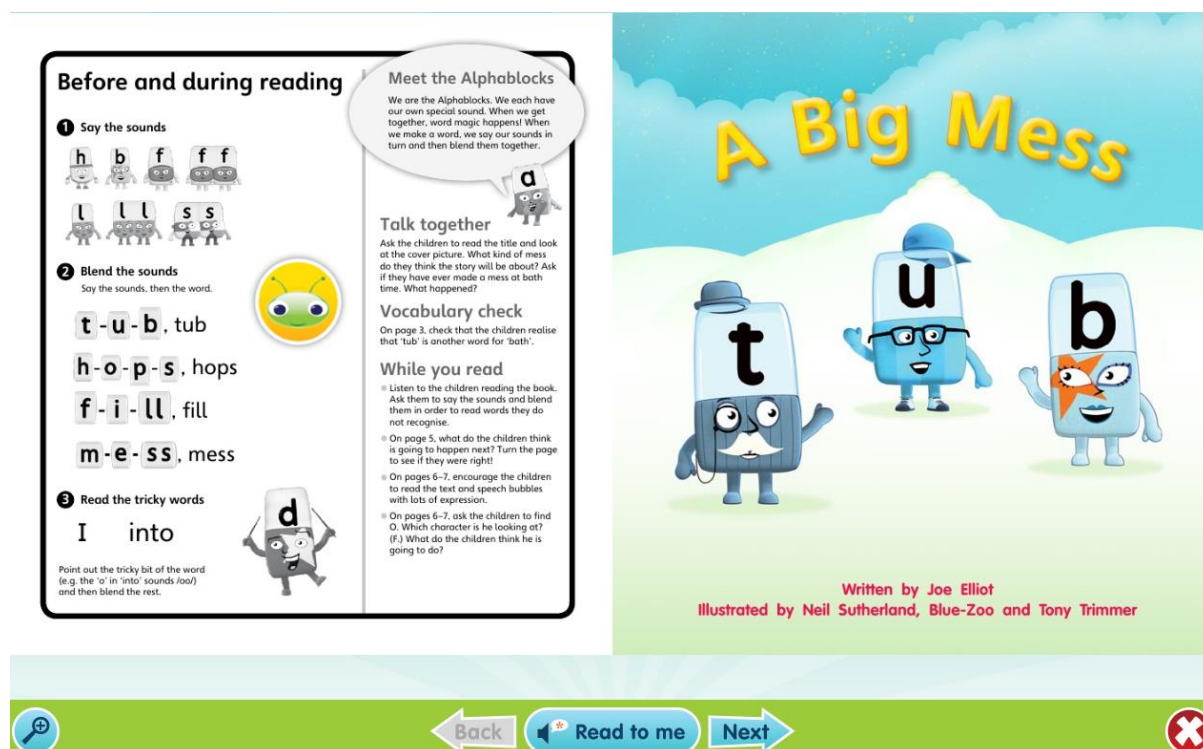 Before and during reading
1 Say the sounds
h b f f f
l l l s s
2 Blend the sounds
Say the sounds, then the word.
t - u - b , tub
h - o - p - s , hops
f - i - ll , fill
m - e - ss , mess
3 Read the tricky words
I into
Point out the tricky bit of the word
(e.g. the 'o' in 'into' sounds /oo/)
and then blend the rest.
d
Meet the Alphablocks
We are the Alphablocks. We each have
our own special sound. When we get
together, word magic happens! When
we make a word, we say our sounds in
turn and then blend them together.
a
Talk together
Ask the children to read the title and look
at the cover picture. What kind of mess
do they think the story will be about? Ask
if they have ever made a mess at bath
time. What happened?
Vocabulary check
On page 3, check that the children realise
that 'tub' is another word for 'bath'.
While you read
Listen to the children reading the book.
Ask them to say the sounds and blend
them in order to read words they do
not recognise.
On page 5, what do the children think
is going to happen next? Turn the page
to see if they were right!
On pages 6–7, encourage the children
to read the text and speech bubbles
with lots of expression.
On pages 6–7, ask the children to find
O. Which character is he looking at?
(F.) What do the children think he is
going to do?
A Big Mess
t u b
Written by Joe Elliot
Illustrated by Neil Sutherland, Blue-Zoo and Tony Trimmer
Back Read to me Next